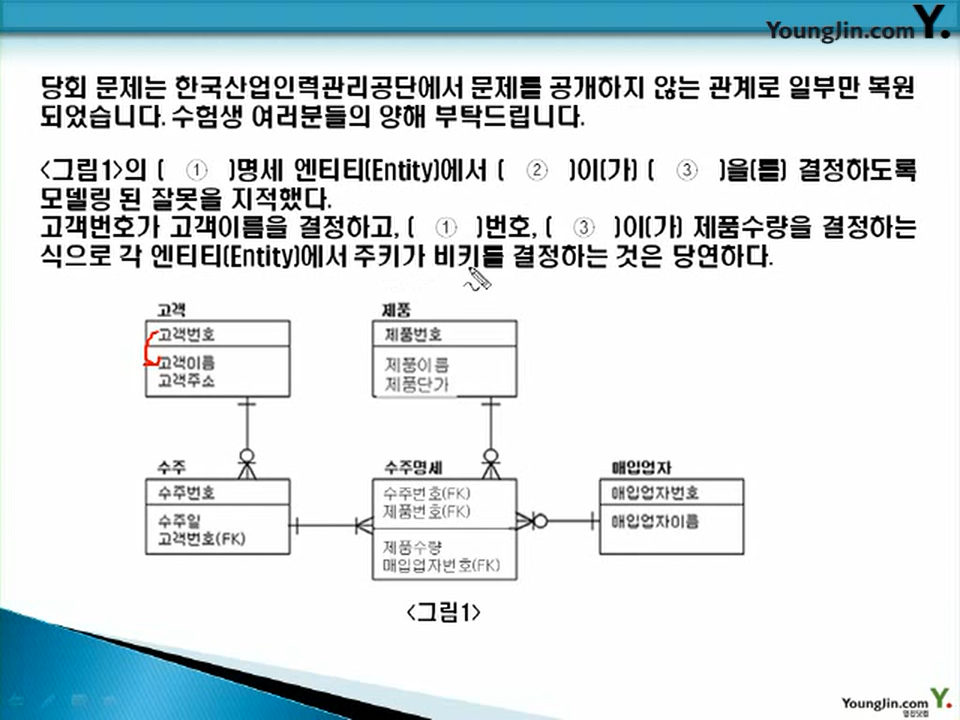 YoungJin.com Y.
당회 문제는 한국산업인력관리공단에서 문제를 공개하지 않는 관계로 일부만 복원
되었습니다. 수험생 여러분들의 양해 부탁드립니다.
<그림1>의 ( ① )명세 엔티티(Entity)에서 ( ② )이(가) ( ③ )을(를) 결정하도록
모델링 된 잘못을 지적했다.
고객번호가 고객이름을 결정하고, ( ① )번호, ( ③ )이(가) 제품수량을 결정하는
식으로 각 엔티티(Entity)에서 주키가 비키를 결정하는 것은 당연하다.
고객
고객번호
고객이름
고객주소
제품
제품번호
제품이름
제품단가
수주
수주번호
수주일
고객번호(FK)
수주명세
수주번호(FK)
제품번호(FK)
제품수량
매입업자번호(FK)
매입업자
매입업자번호
매입업자이름
<그림1>
YoungJin.com Y.
영진닷컴